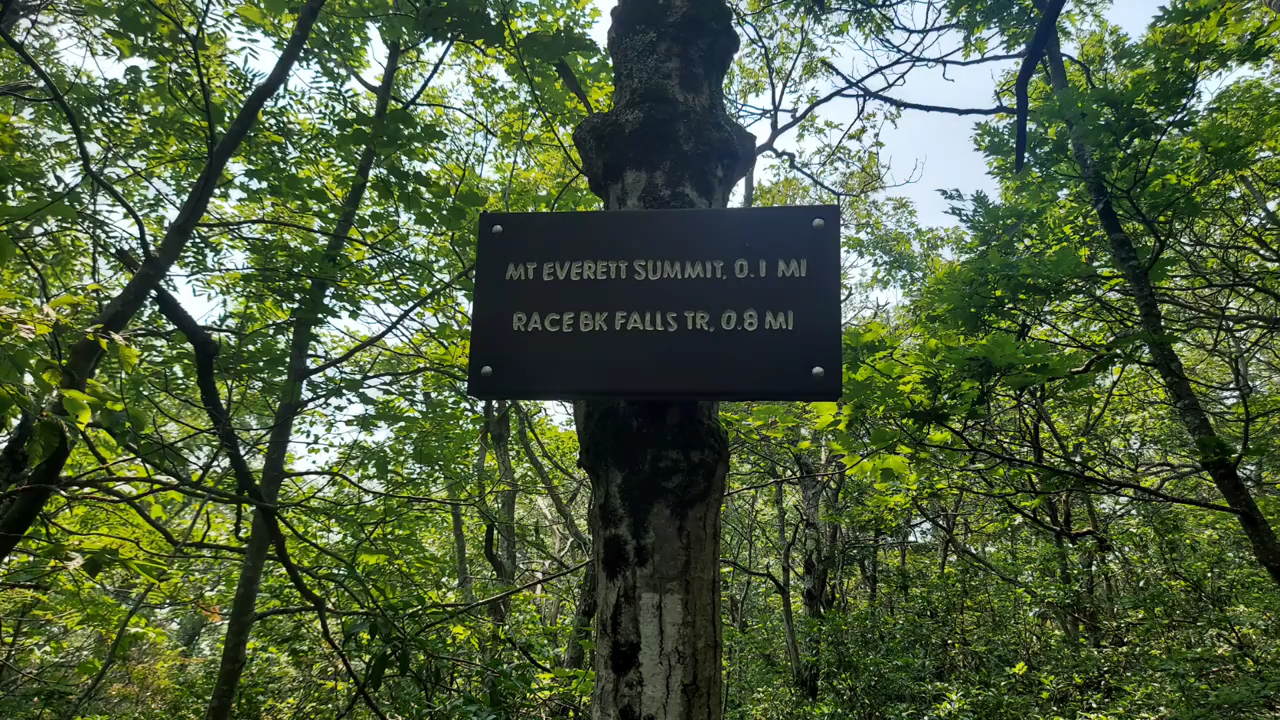 MT EVERETT SUMMIT, 0.1 MI
RACE BK FALLS TR, 0.8 MI